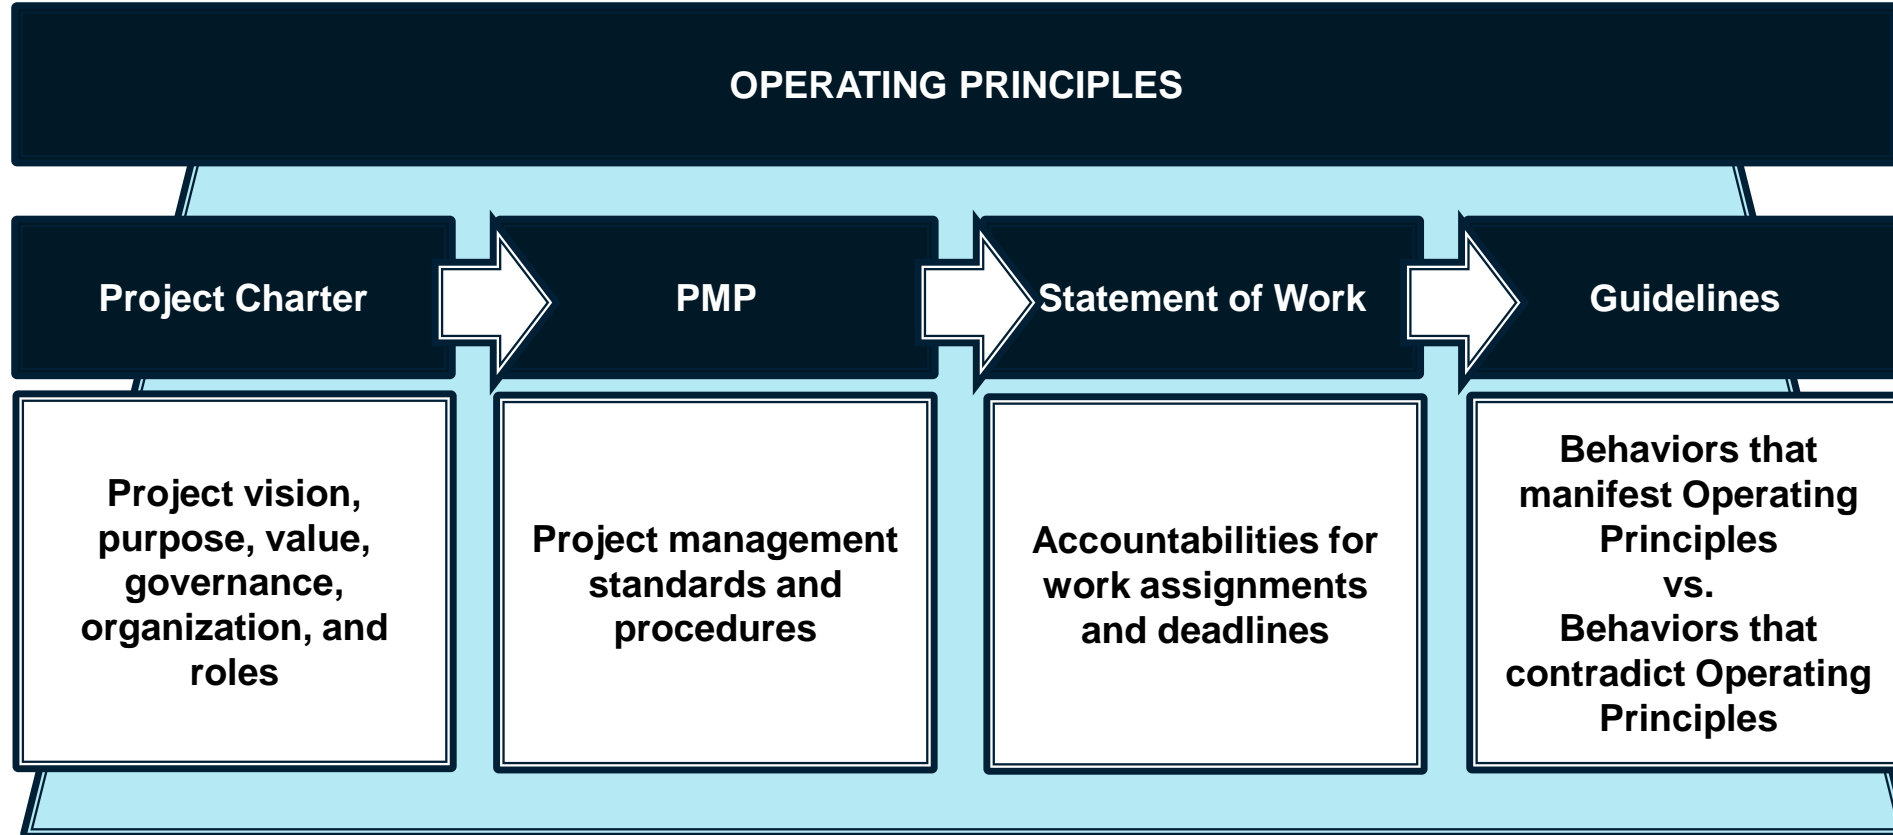 OPERATING PRINCIPLES
Project Charter
PMP
Statement of Work
Guidelines
Project vision,
purpose, value,
governance,
organization, and
roles
Project management
standards and
procedures
Accountabilities for
work assignments
and deadlines
Behaviors that
manifest Operating
Principles
vs.
Behaviors that
contradict Operating
Principles